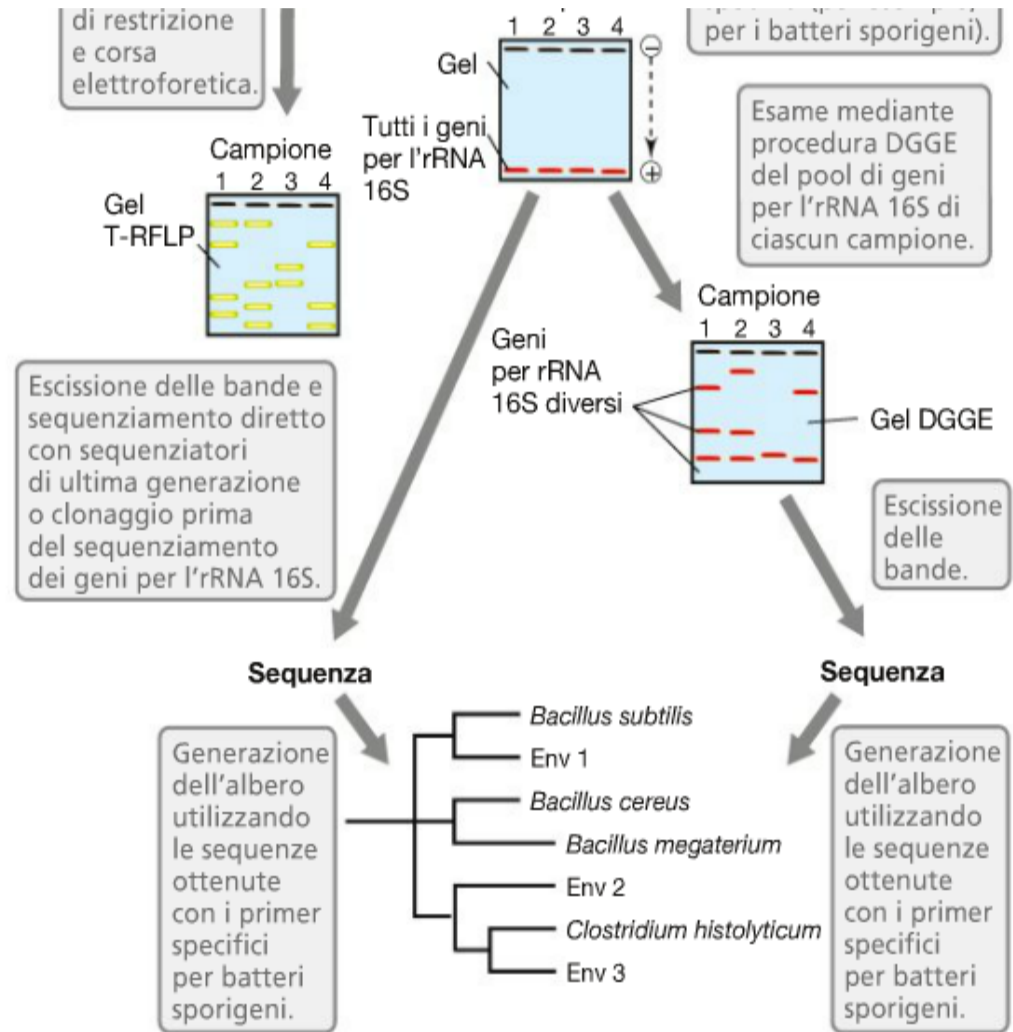 di restrizione
e corsa
elettroforetica.
1 2 3 4
Gel
−
+
Tutti i geni
per l'rRNA
16S
per i batteri sporigeni).
Esame mediante
procedura DGGE
del pool di geni
per l'rRNA 16S di
ciascun campione.
Campione
1 2 3 4
Gel
T-RFLP
Campione
1 2 3 4
Geni
per rRNA
16S diversi
Gel DGGE
Escissione delle bande e
sequenziamento diretto
con sequenziatori
di ultima generazione
o clonaggio prima
del sequenziamento
dei geni per l'rRNA 16S.
Escissione
delle
bande.
Sequenza
Sequenza
Generazione
dell'albero
utilizzando
le sequenze
ottenute
con i primer
specifici
per batteri
sporigeni.
Bacillus subtilis
Env 1
Bacillus cereus
Bacillus megaterium
Env 2
Clostridium histolyticum
Env 3
Generazione
dell'albero
utilizzando
le sequenze
ottenute
con i primer
specifici
per batteri
sporigeni.